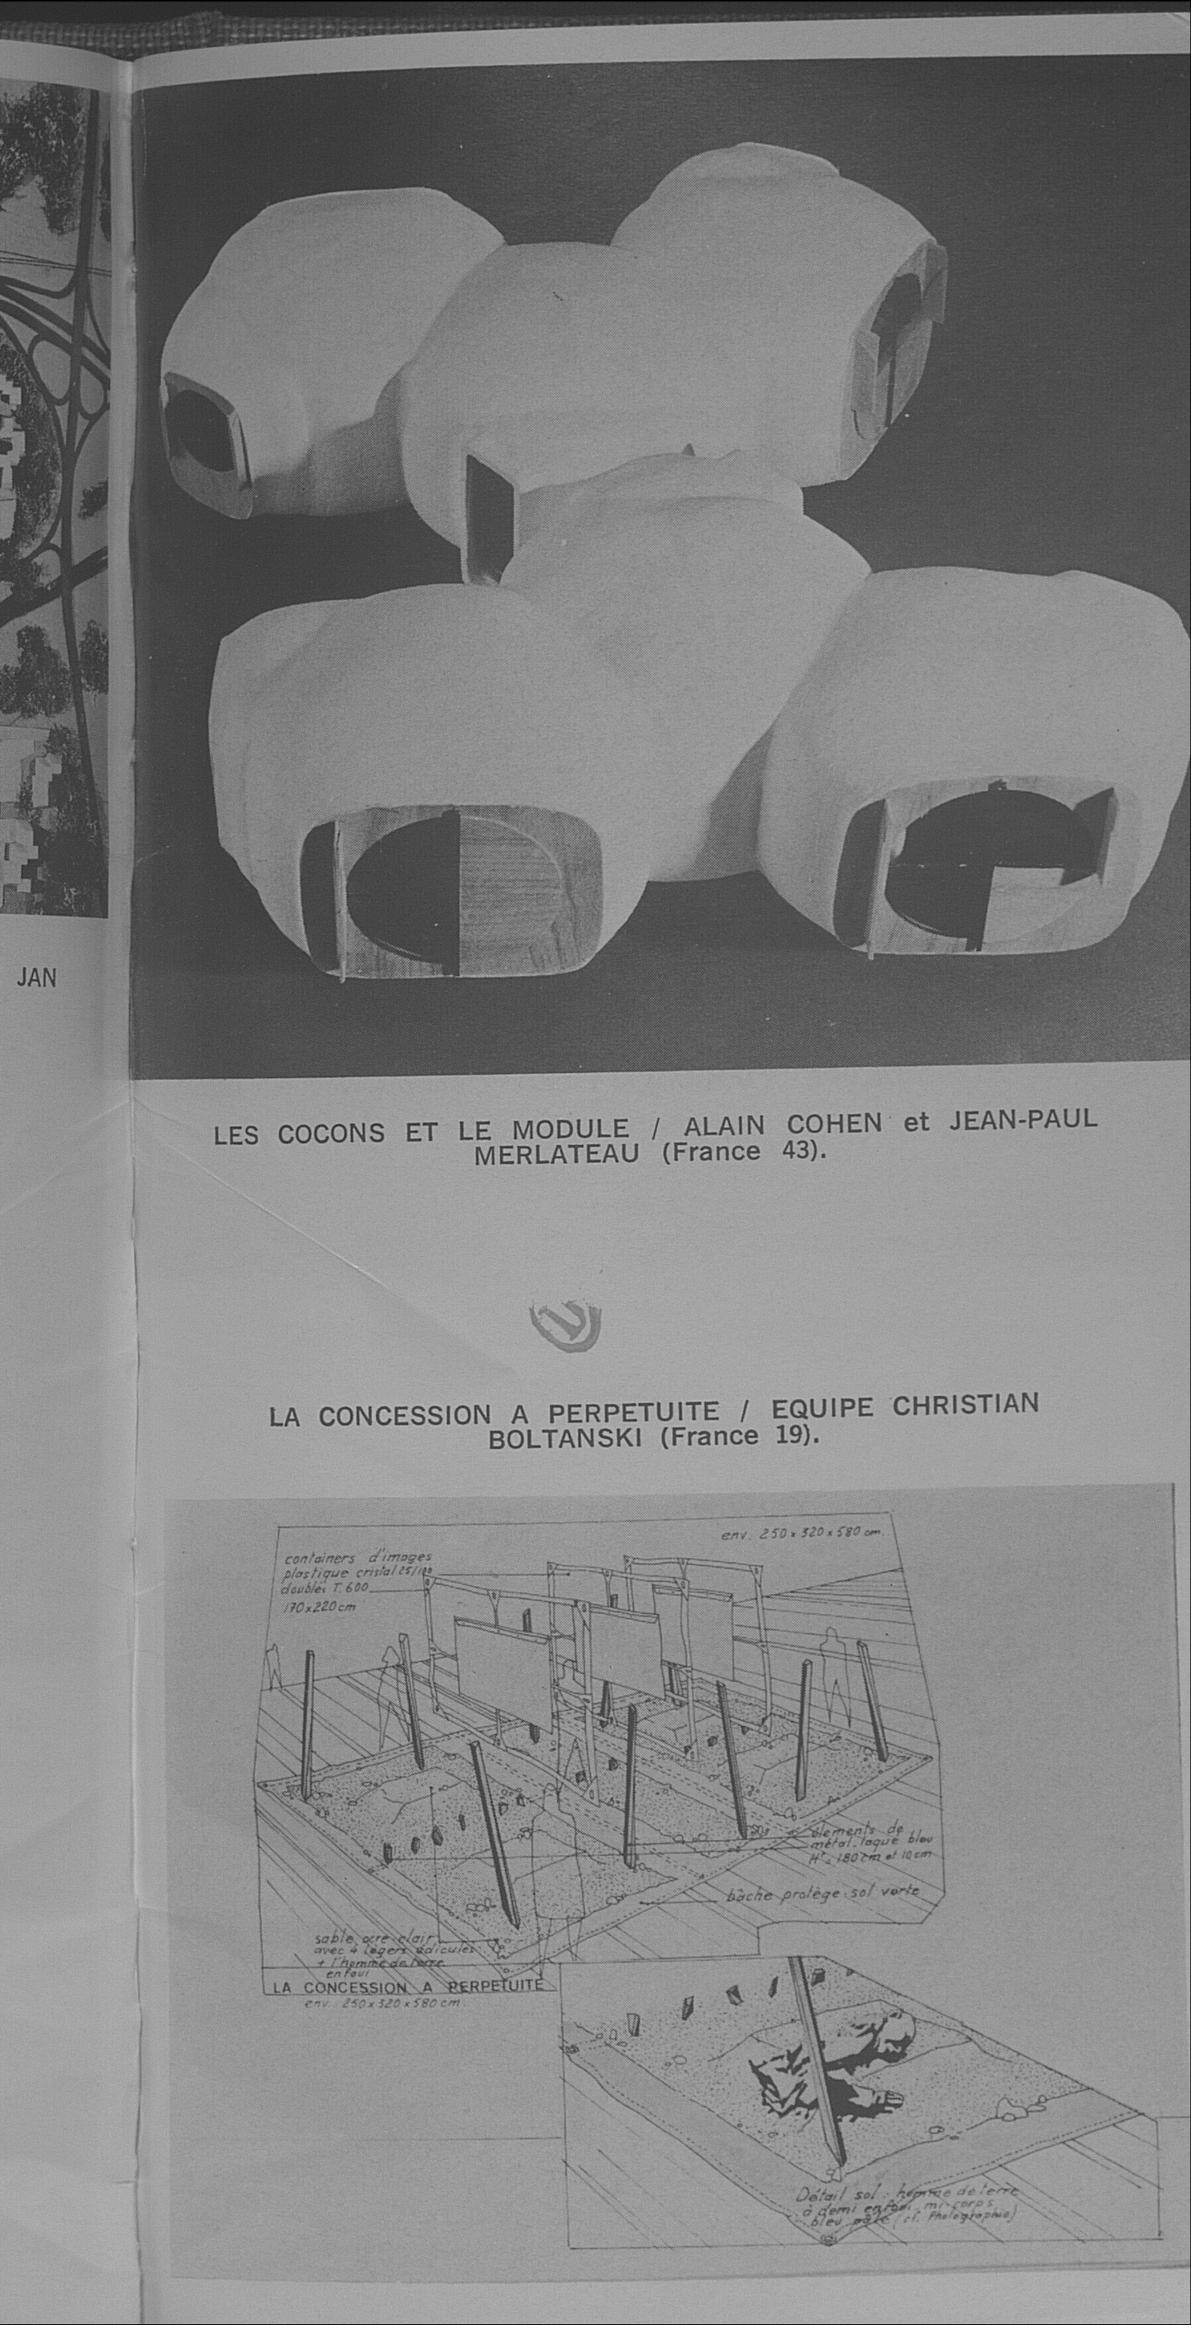 JAN
LES COCONS ET LE MODULE / ALAIN COHEN et JEAN-PAUL
MERLATEAU (France 43).
LA CONCESSION A PERPETUITE / EQUIPE CHRISTIAN
BOLTANSKI (France 19).
env. 250 x 320 x 580 cm.
containers d'images
plastique cristal 25/100
doublés T. 600
170 x 220 cm
éléments de
métal laqué bleu
Ht = 180 cm et 10 cm
bâche protège-sol verte
sable ocre clair
avec 4 légers édicules
+ l'homme de terre
enfoui
LA CONCESSION A PERPETUITE
env. 250 x 320 x 580 cm.
Détail sol : homme de terre
à demi enfoui, mi-corps
bleu pâle (cf. Photographie)